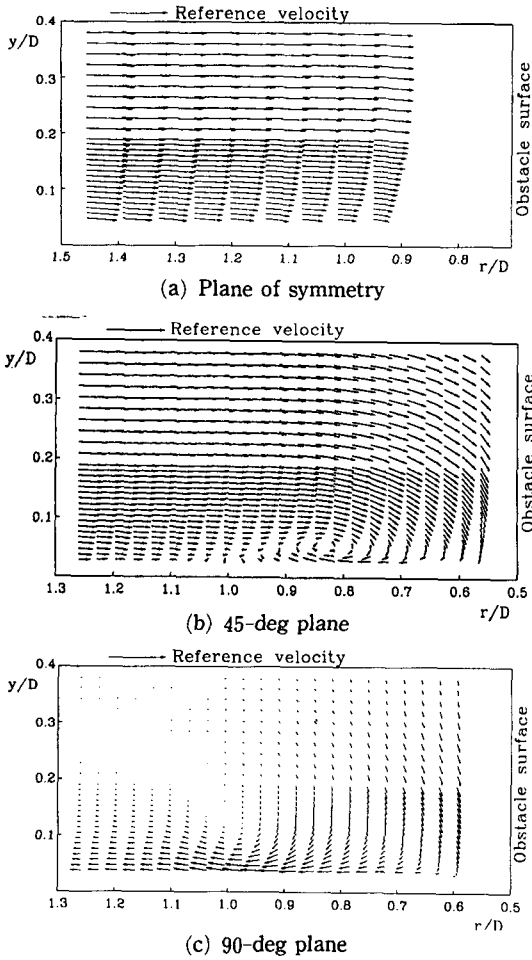 Reference velocity
0.4
y/D
0.3
0.2
0.1
Obstacle surface
1.5 1.4 1.3 1.2 1.1 1.0 0.9 0.8
r/D
(a) Plane of symmetry
Reference velocity
0.4
y/D
0.3
0.2
0.1
Obstacle surface
1.3 1.2 1.1 1.0 0.9 0.8 0.7 0.6 0.5
r/D
(b) 45-deg plane
Reference velocity
0.4
y/D
0.3
0.2
0.1
Obstacle surface
1.3 1.2 1.1 1.0 0.9 0.8 0.7 0.6 0.5
r/D
(c) 90-deg plane